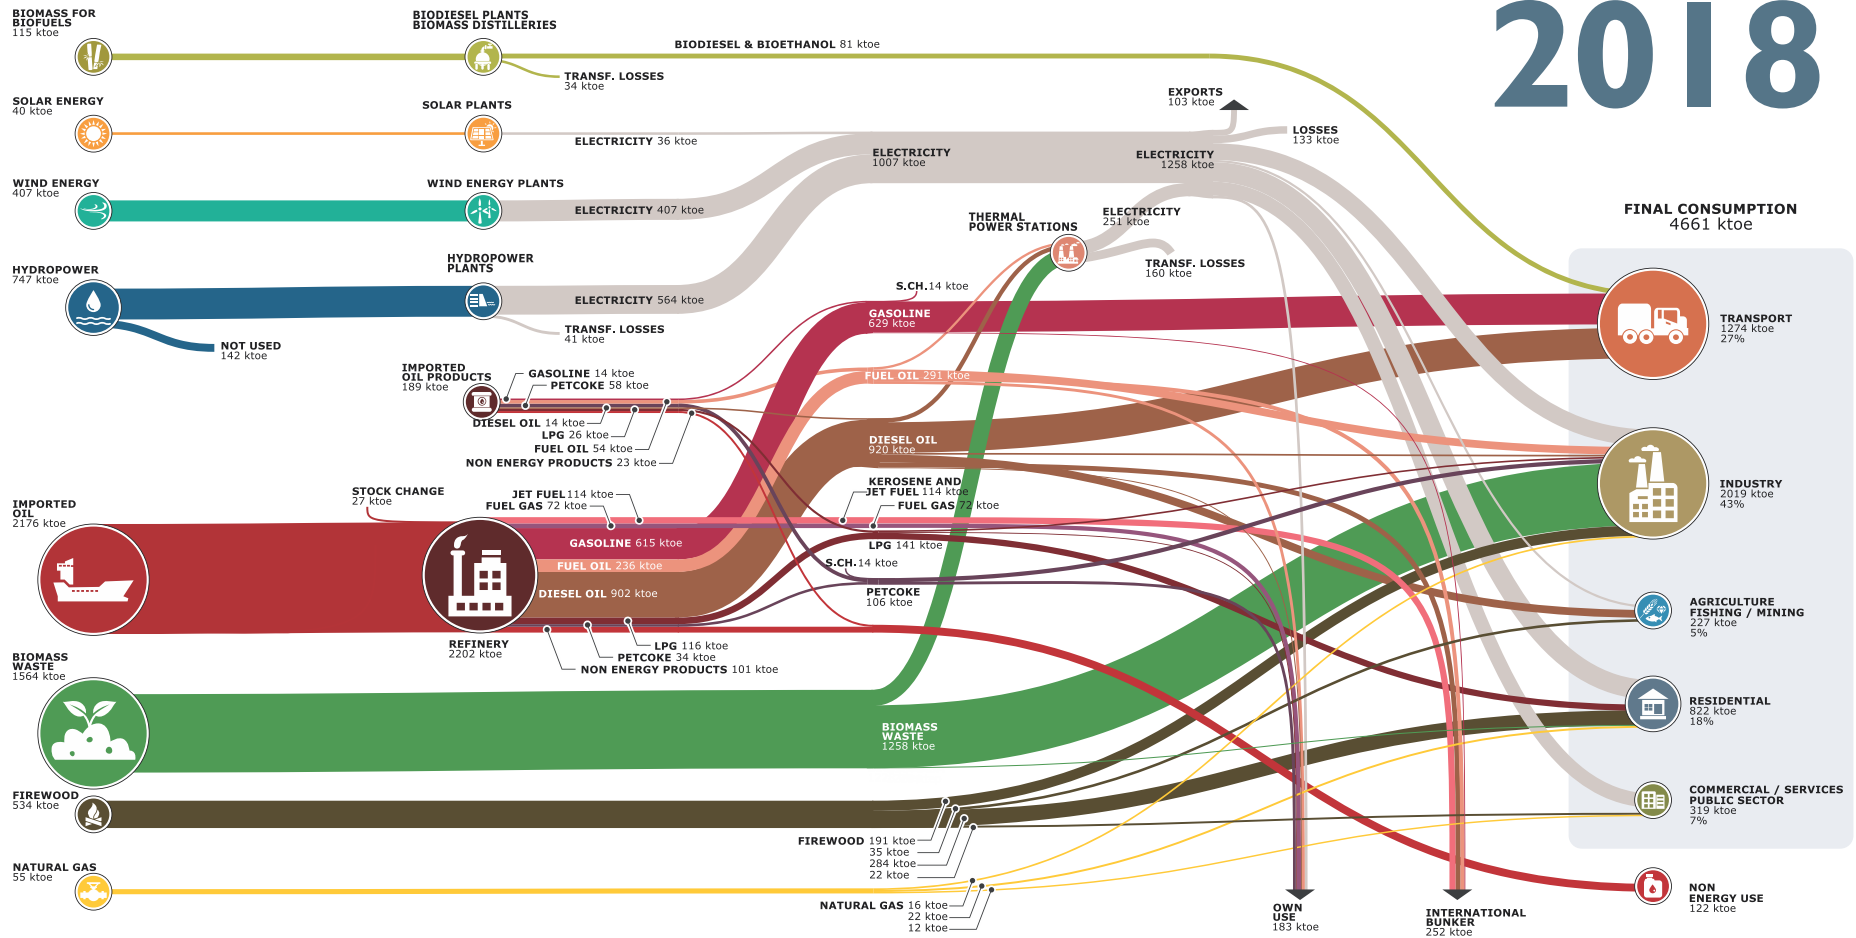 2018
BIOMASS FOR
BIOFUELS
115 ktoe
BIODIESEL PLANTS
BIOMASS DISTILLERIES
BIODIESEL & BIOETHANOL 81 ktoe
TRANSF. LOSSES
34 ktoe
SOLAR ENERGY
40 ktoe
SOLAR PLANTS
ELECTRICITY 36 ktoe
EXPORTS
103 ktoe
LOSSES
133 ktoe
ELECTRICITY
1007 ktoe
ELECTRICITY
1258 ktoe
WIND ENERGY
407 ktoe
WIND ENERGY PLANTS
ELECTRICITY 407 ktoe
THERMAL
POWER STATIONS
ELECTRICITY
251 ktoe
TRANSF. LOSSES
160 ktoe
FINAL CONSUMPTION
4661 ktoe
HYDROPOWER
747 ktoe
HYDROPOWER
PLANTS
ELECTRICITY 564 ktoe
TRANSF. LOSSES
41 ktoe
NOT USED
142 ktoe
S.CH. 14 ktoe
GASOLINE
629 ktoe
TRANSPORT
1274 ktoe
27%
IMPORTED
OIL PRODUCTS
189 ktoe
GASOLINE 14 ktoe
PETCOKE 58 ktoe
DIESEL OIL 14 ktoe
LPG 26 ktoe
FUEL OIL 54 ktoe
NON ENERGY PRODUCTS 23 ktoe
FUEL OIL 291 ktoe
DIESEL OIL
920 ktoe
IMPORTED
OIL
2176 ktoe
STOCK CHANGE
27 ktoe
JET FUEL 114 ktoe
FUEL GAS 72 ktoe
KEROSENE AND
JET FUEL 114 ktoe
FUEL GAS 72 ktoe
INDUSTRY
2019 ktoe
43%
GASOLINE 615 ktoe
FUEL OIL 236 ktoe
DIESEL OIL 902 ktoe
LPG 141 ktoe
S.CH. 14 ktoe
PETCOKE
106 ktoe
REFINERY
2202 ktoe
LPG 116 ktoe
PETCOKE 34 ktoe
NON ENERGY PRODUCTS 101 ktoe
AGRICULTURE
FISHING / MINING
227 ktoe
5%
BIOMASS
WASTE
1564 ktoe
BIOMASS
WASTE
1258 ktoe
RESIDENTIAL
822 ktoe
18%
FIREWOOD
534 ktoe
FIREWOOD 191 ktoe
35 ktoe
284 ktoe
22 ktoe
COMMERCIAL / SERVICES
PUBLIC SECTOR
319 ktoe
7%
NATURAL GAS
55 ktoe
NATURAL GAS 16 ktoe
22 ktoe
12 ktoe
OWN
USE
183 ktoe
INTERNATIONAL
BUNKER
252 ktoe
NON
ENERGY USE
122 ktoe